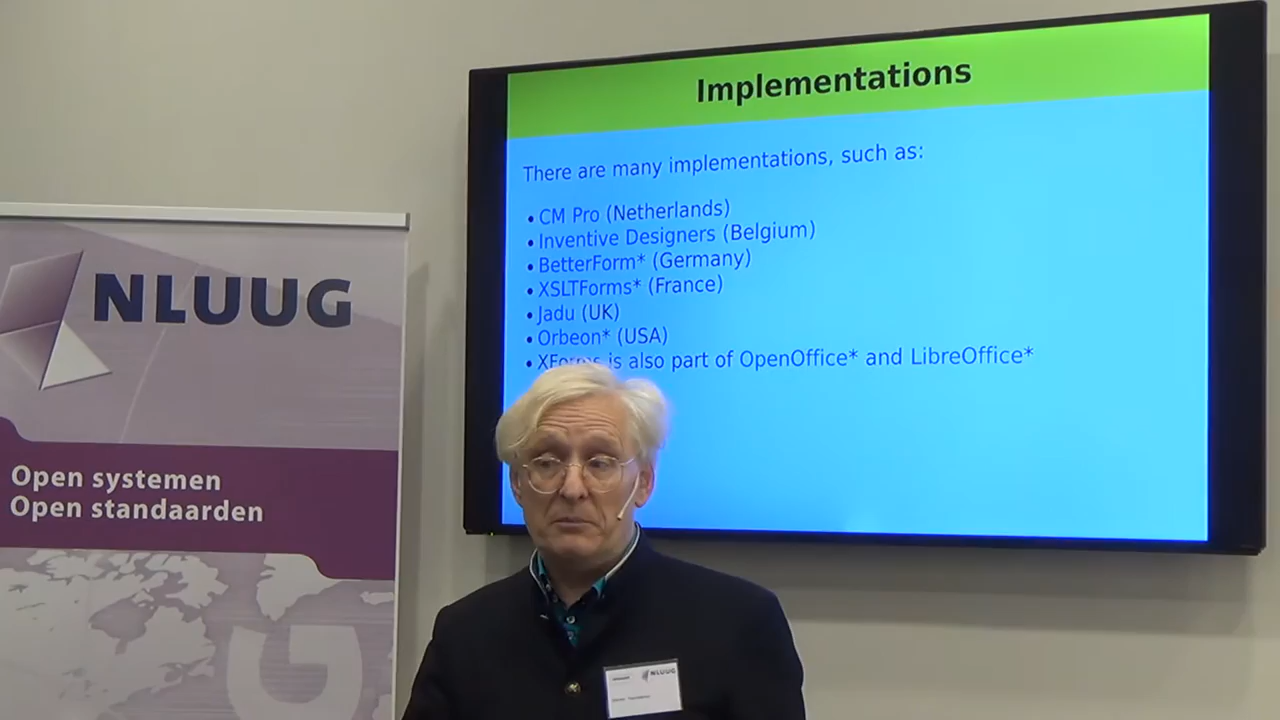 Implementations
There are many implementations, such as:
• CM Pro (Netherlands)
• Inventive Designers (Belgium)
• BetterForm* (Germany)
• XSLTForms* (France)
• Jadu (UK)
• Orbeon* (USA)
• XForms is also part of OpenOffice* and LibreOffice*
NLUUG
Open systemen
Open standaarden
G
NLUUG